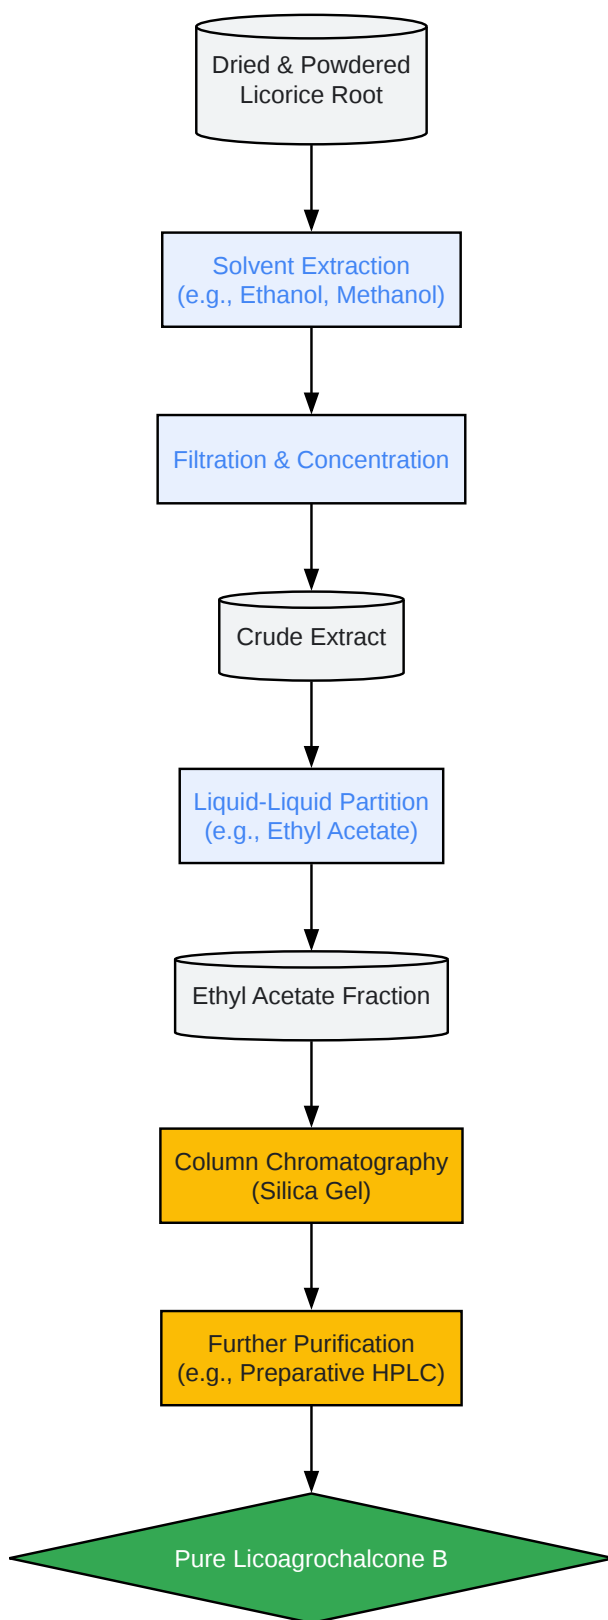 Dried & Powdered
Licorice Root
Solvent Extraction
(e.g., Ethanol, Methanol)
Filtration & Concentration
Crude Extract
Liquid-Liquid Partition
(e.g., Ethyl Acetate)
Ethyl Acetate Fraction
Column Chromatography
(Silica Gel)
Further Purification
(e.g., Preparative HPLC)
Pure Licoagrochalcone B